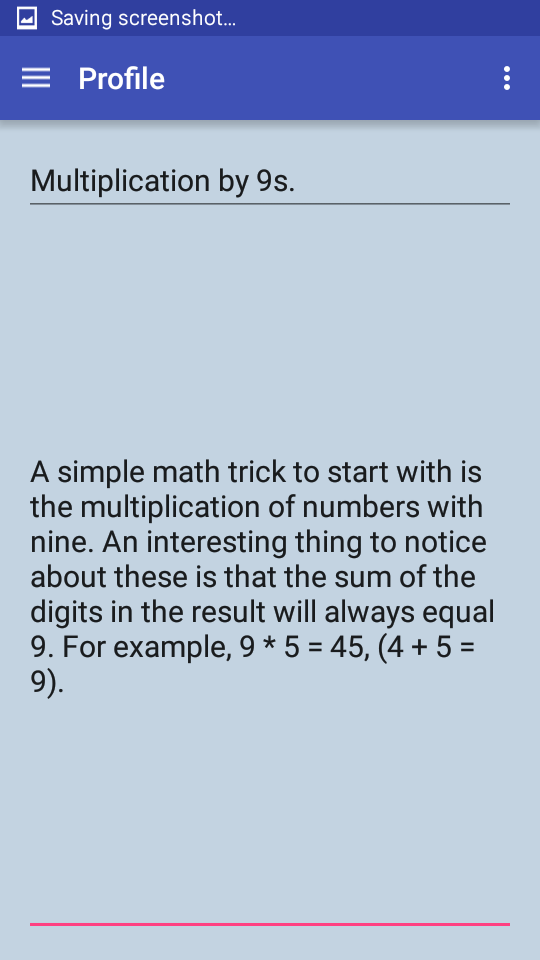 Saving screenshot...
Profile
Multiplication by 9s.
A simple math trick to start with is
the multiplication of numbers with
nine. An interesting thing to notice
about these is that the sum of the
digits in the result will always equal
9. For example, 9 * 5 = 45, (4 + 5 =
9).